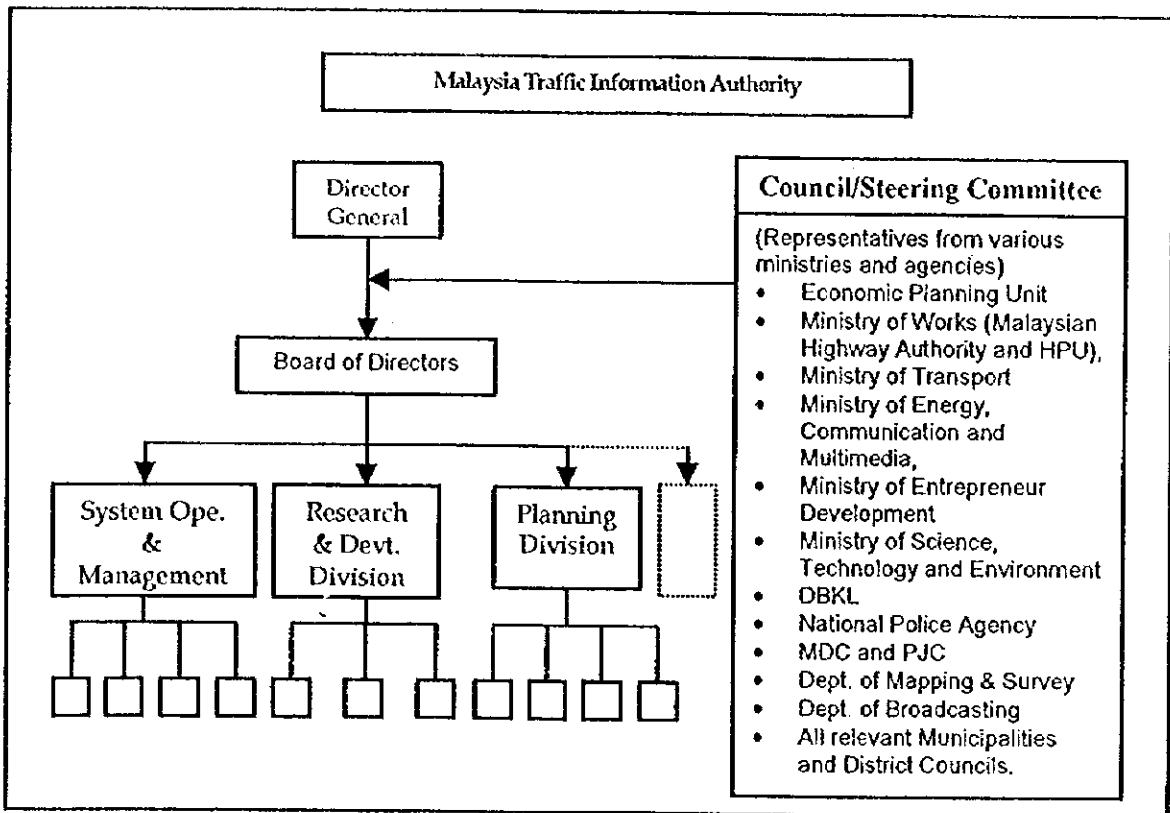 Malaysia Traffic Information Authority
Director
General
Board of Directors
System Ope.
&
Management
Research
& Devt.
Division
Planning
Division
Council/Steering Committee
(Representatives from various
ministries and agencies)
• Economic Planning Unit
• Ministry of Works (Malaysian
Highway Authority and HPU),
• Ministry of Transport
• Ministry of Energy,
Communication and
Multimedia,
• Ministry of Entrepreneur
Development
• Ministry of Science,
Technology and Environment
• DBKL
• National Police Agency
• MDC and PJC
• Dept. of Mapping & Survey
• Dept. of Broadcasting
• All relevant Municipalities
and District Councils.